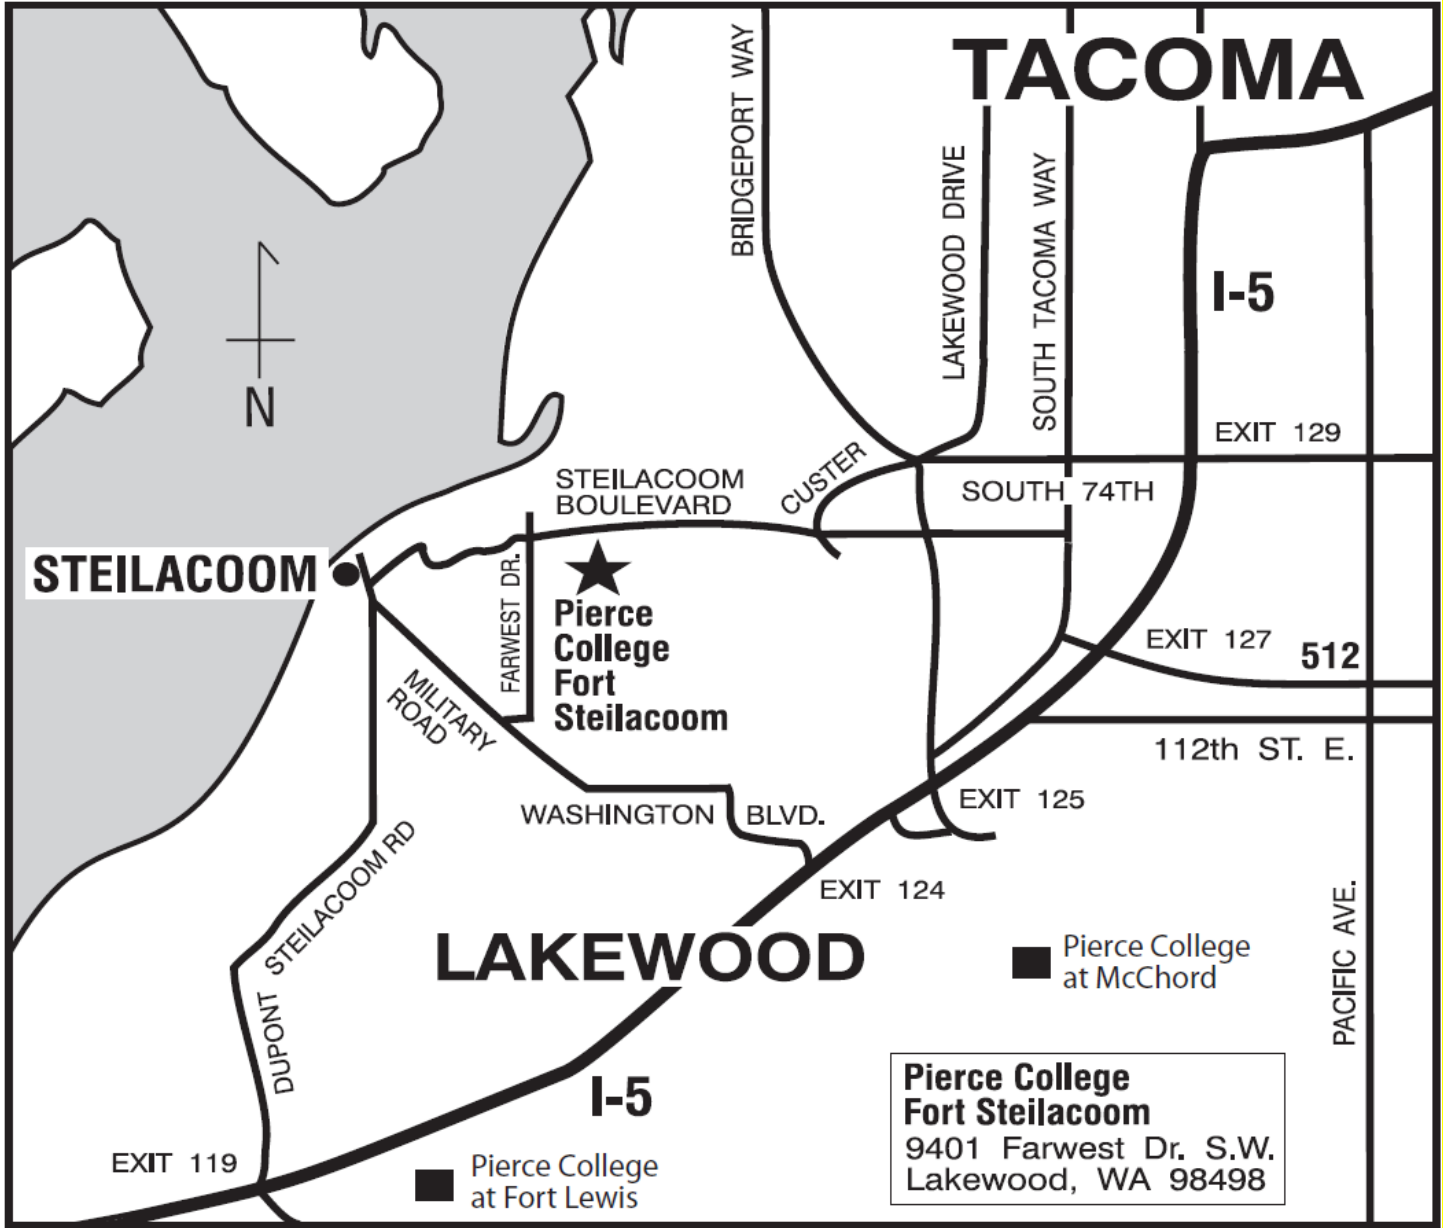 TACOMA
BRIDGEPORT WAY
LAKEWOOD DRIVE
SOUTH TACOMA WAY
I-5
N
EXIT 129
CUSTER
STEILACOOM
BOULEVARD
SOUTH 74TH
STEILACOOM
FARWEST DR.
Pierce
College
Fort
Steilacoom
EXIT 127
512
MILITARY
ROAD
112th ST. E.
WASHINGTON BLVD.
EXIT 125
DUPONT STEILACOOM RD
EXIT 124
LAKEWOOD
Pierce College
at McChord
PACIFIC AVE.
I-5
EXIT 119
Pierce College
at Fort Lewis
Pierce College
Fort Steilacoom
9401 Farwest Dr. S.W.
Lakewood, WA 98498